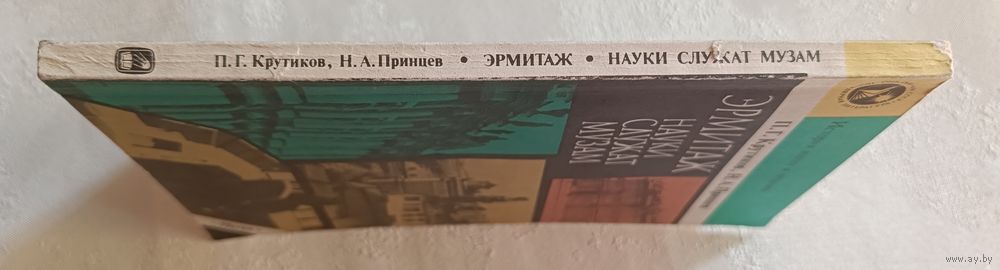 П. Г. Крутиков, Н. А. Принцев • ЭРМИТАЖ • НАУКИ СЛУЖАТ МУЗАМ
П. Г. Крутиков, Н. А. Принцев
ЭРМИТАЖ
НАУКИ
СЛУЖАТ
МУЗАМ
www.ay.by